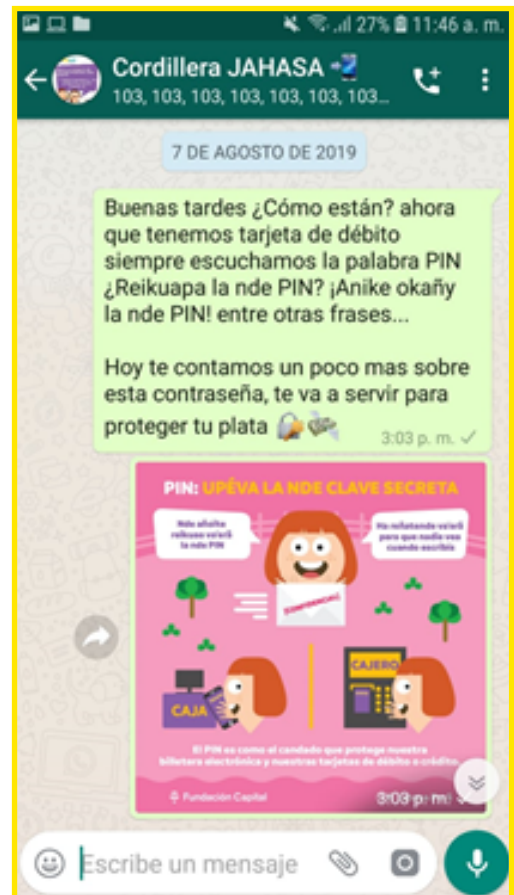 27% 11:46 a. m.
Cordillera JAHASA
103, 103, 103, 103, 103, 103, 103...
7 DE AGOSTO DE 2019
Buenas tardes ¿Cómo están? ahora
que tenemos tarjeta de débito
siempre escuchamos la palabra PIN
¿Reikuapa la nde PIN? ¡Anike okañy
la nde PIN! entre otras frases...
Hoy te contamos un poco mas sobre
esta contraseña, te va a servir para
proteger tu plata
3:03 p. m.
PIN: UPÉVA LA NDE CLAVE SECRETA
Nde añoite
reikuaa va'erã
la nde PIN
para que nadie vea
cuando escribís
CONFIDENCIAL
CAJA
CAJERO
El PIN es como el candado que protege nuestra
billetera electrónica y nuestras tarjetas de débito o crédito.
Fundación Capital
3:03 p. m.
Escribe un mensaje